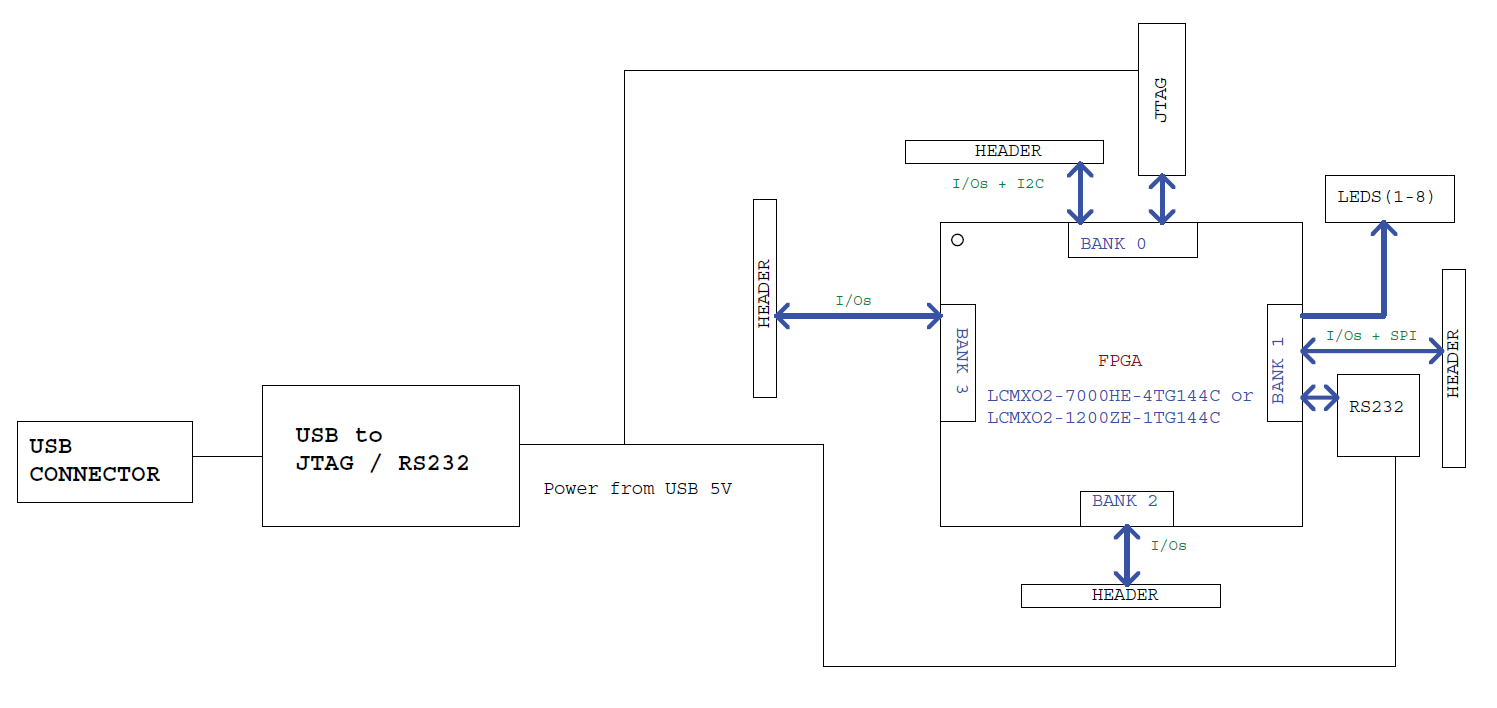 JTAG
HEADER
I/Os + I2C
LEDS(1-8)
BANK 0
HEADER
I/Os
BANK 3
BANK 1
I/Os + SPI
HEADER
FPGA
LCMXO2-7000HE-4TG144C or
LCMXO2-1200ZE-1TG144C
RS232
USB
CONNECTOR
USB to
JTAG / RS232
Power from USB 5V
BANK 2
I/Os
HEADER